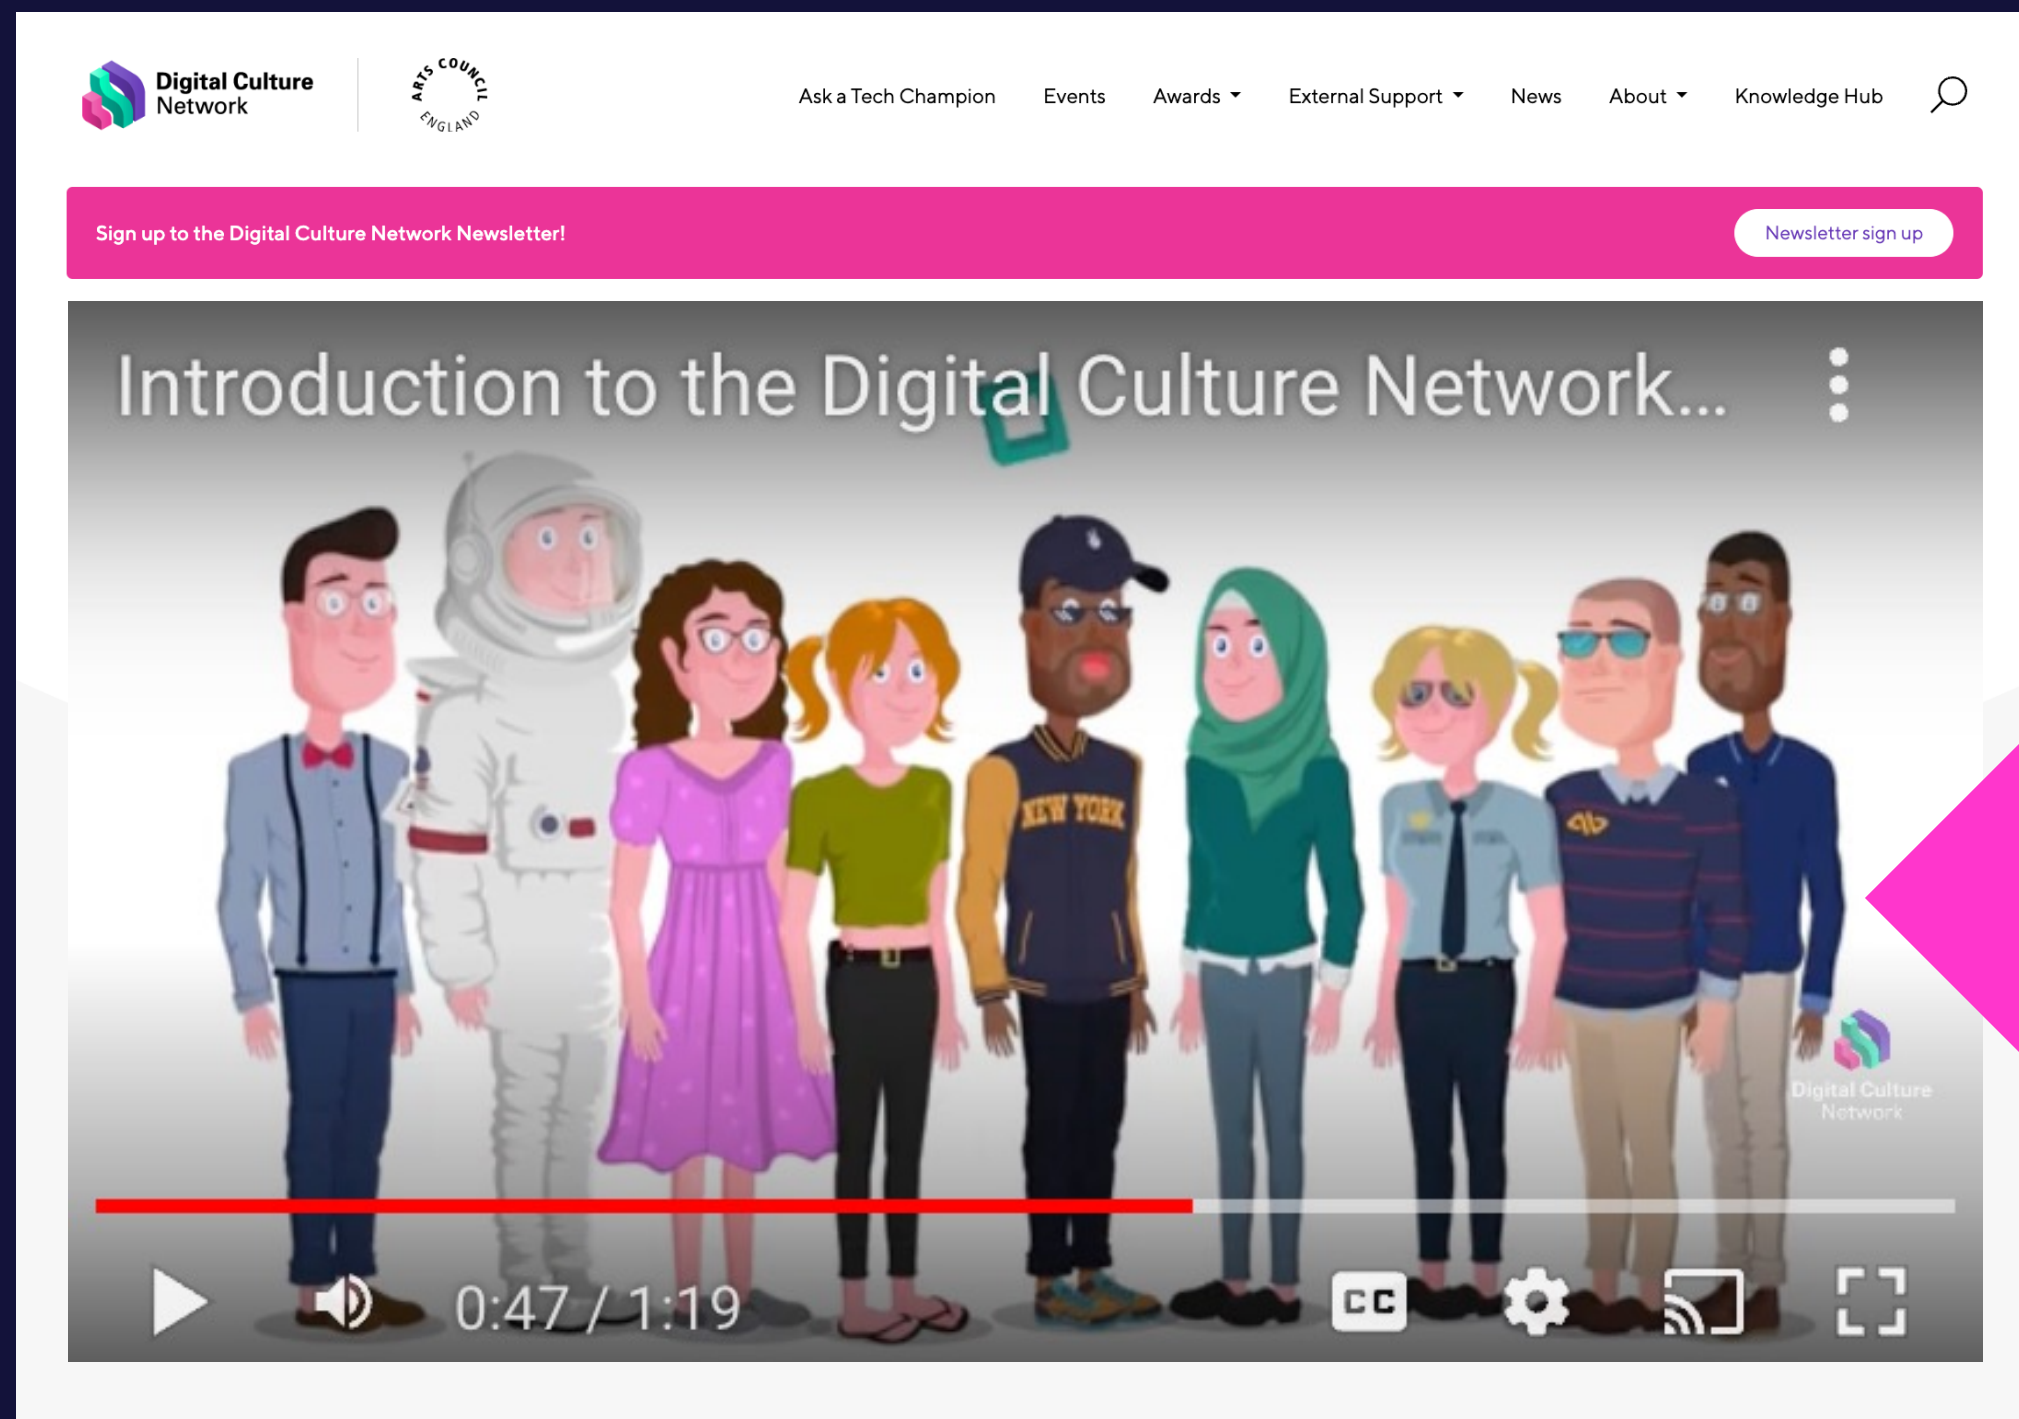 Digital Culture
Network
ARTS COUNCIL
ENGLAND
Ask a Tech Champion
Events
Awards
External Support
News
About
Knowledge Hub
Sign up to the Digital Culture Network Newsletter!
Newsletter sign up
Introduction to the Digital Culture Network...
NEW YORK
Digital Culture
Network
0:47 / 1:19
CC